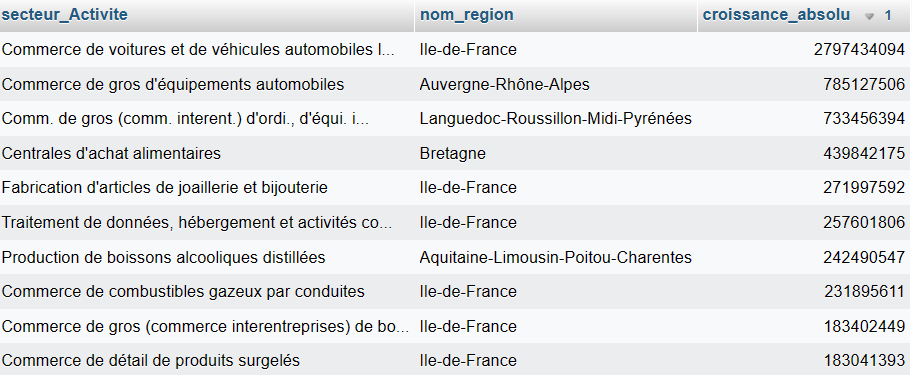 secteur_Activite nom_region croissance_absolu 1
Commerce de voitures et de véhicules automobiles l... Ile-de-France 2797434094
Commerce de gros d'équipements automobiles Auvergne-Rhône-Alpes 785127506
Comm. de gros (comm. interent.) d'ordi., d'équi. i... Languedoc-Roussillon-Midi-Pyrénées 733456394
Centrales d'achat alimentaires Bretagne 439842175
Fabrication d'articles de joaillerie et bijouterie Ile-de-France 271997592
Traitement de données, hébergement et activités co... Ile-de-France 257601806
Production de boissons alcooliques distillées Aquitaine-Limousin-Poitou-Charentes 242490547
Commerce de combustibles gazeux par conduites Ile-de-France 231895611
Commerce de gros (commerce interentreprises) de bo... Ile-de-France 183402449
Commerce de détail de produits surgelés Ile-de-France 183041393